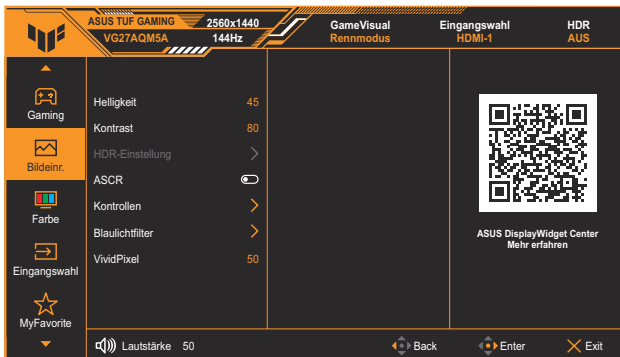 ASUS TUF GAMING
VG27AQM5A
2560x1440
144Hz
GameVisual
Rennmodus
Eingangswahl
HDMI-1
HDR
AUS
Gaming
Bildeinr.
Farbe
Eingangswahl
MyFavorite
Helligkeit 45
Kontrast 80
HDR-Einstellung
ASCR
Kontrollen
Blaulichtfilter
VividPixel 50
ASUS DisplayWidget Center
Mehr erfahren
Lautstärke 50
Back
Enter
Exit